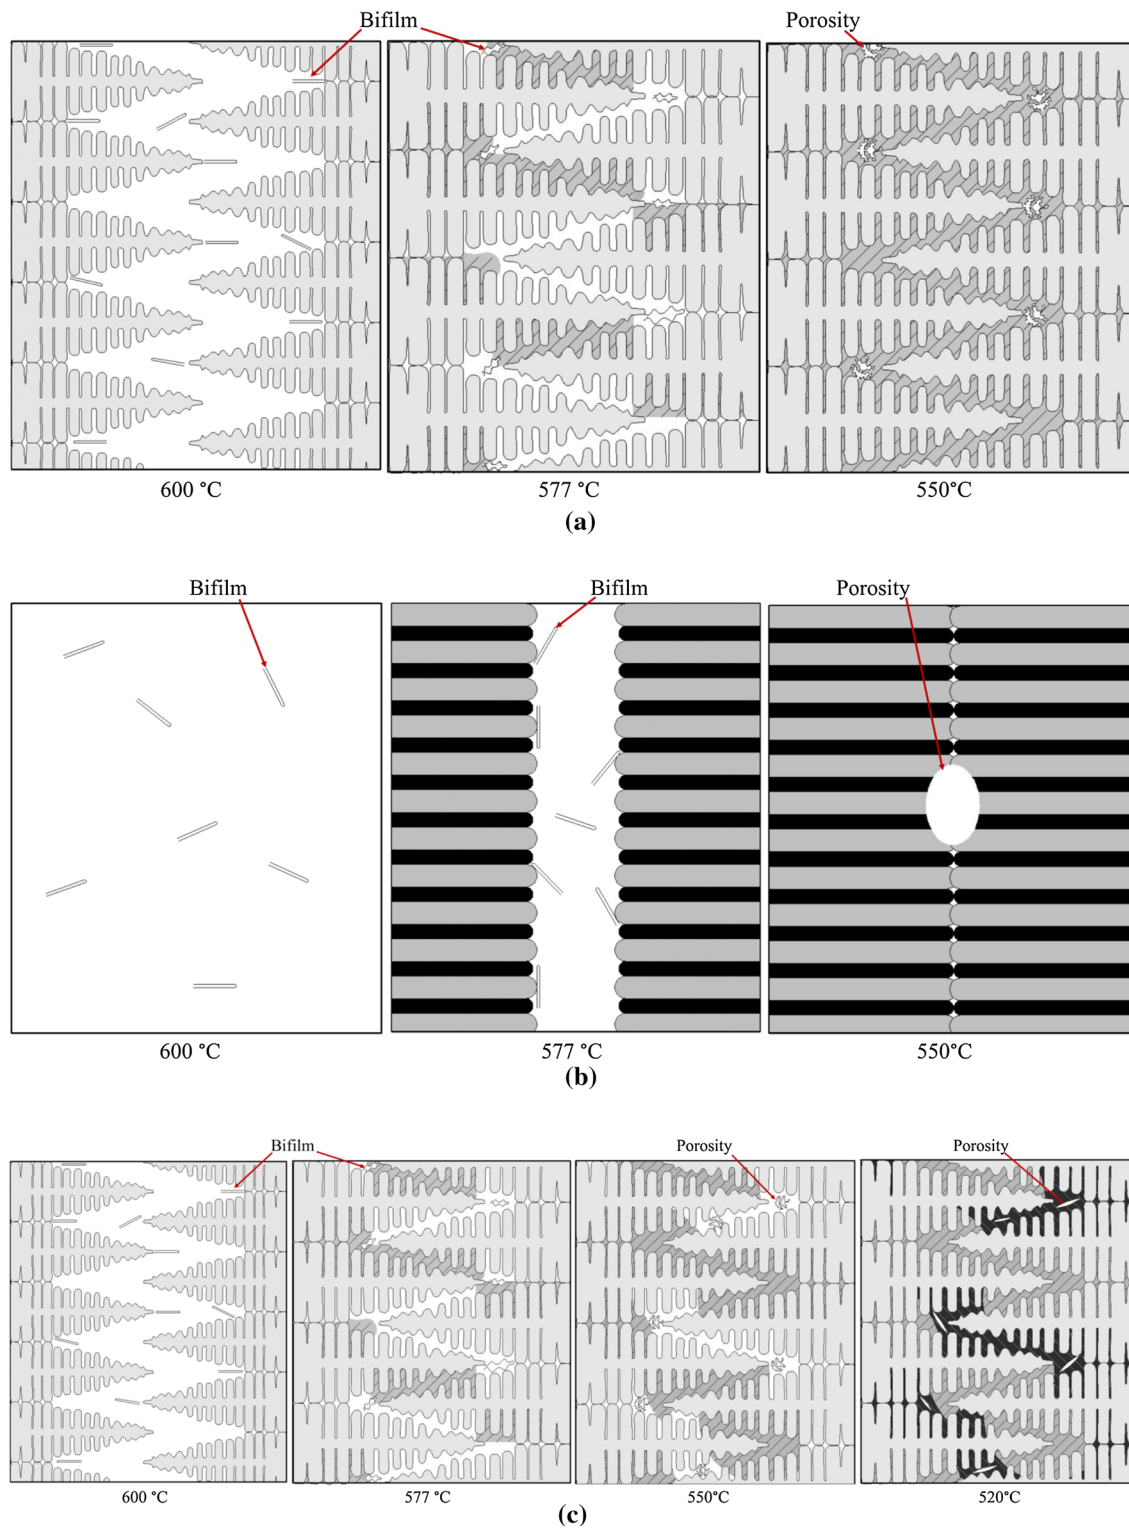 Bifilm Porosity
600 °C 577 °C 550°C
(a)
Bifilm Bifilm Porosity
600 °C 577 °C 550°C
(b)
Bifilm Porosity Porosity
600 °C 577 °C 550°C 520°C
(c)